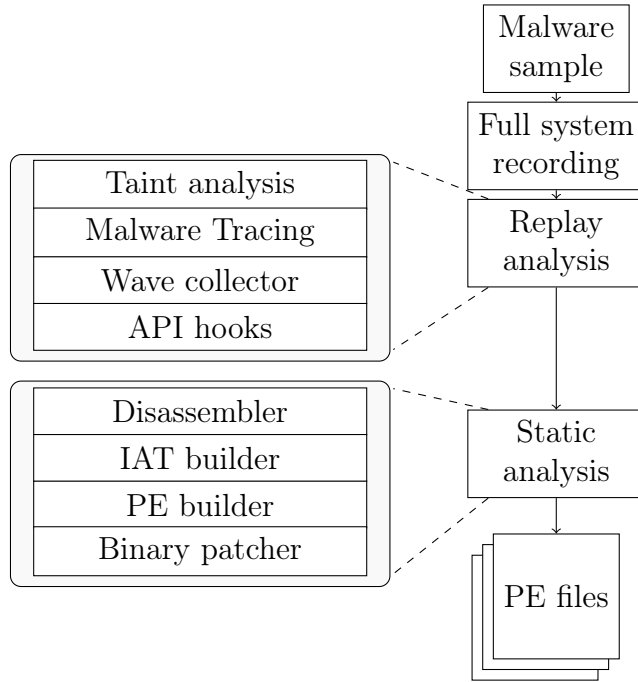 Malware
sample
Full system
recording
Taint analysis
Malware Tracing
Wave collector
API hooks
Replay
analysis
Disassembler
IAT builder
PE builder
Binary patcher
Static
analysis
PE files